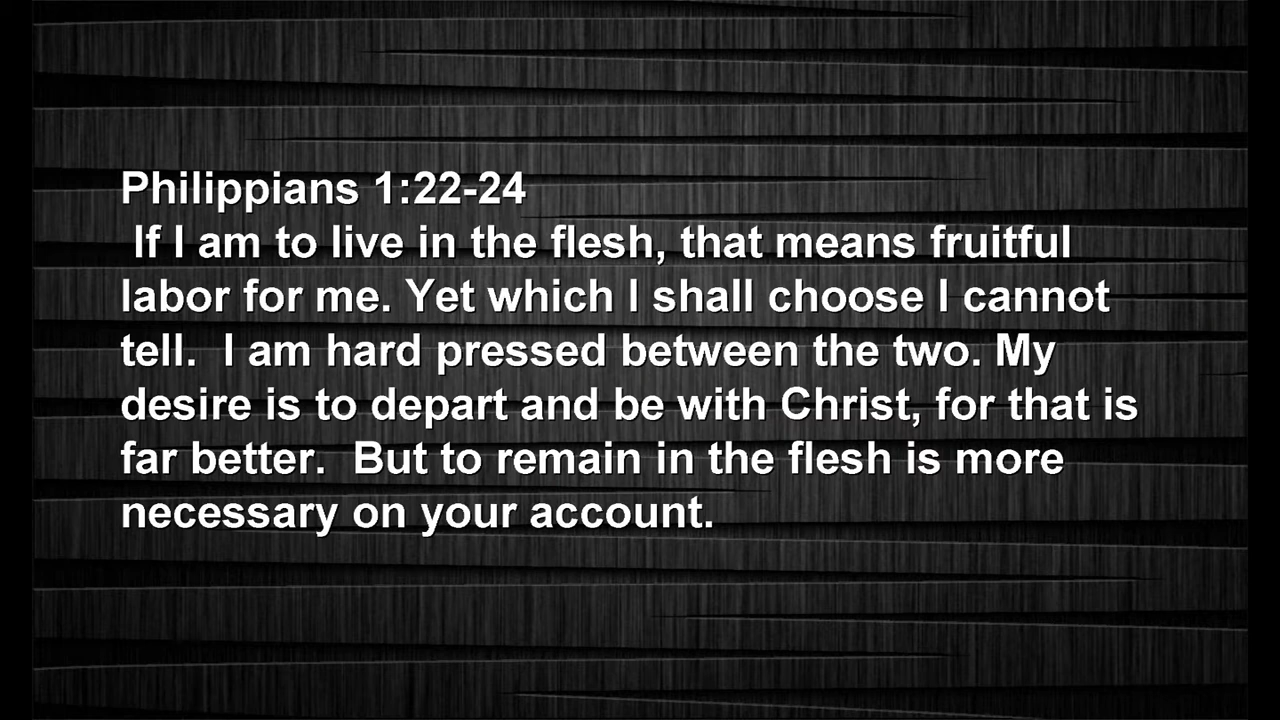 Philippians 1:22-24
If I am to live in the flesh, that means fruitful
labor for me. Yet which I shall choose I cannot
tell.  I am hard pressed between the two. My
desire is to depart and be with Christ, for that is
far better.  But to remain in the flesh is more
necessary on your account.